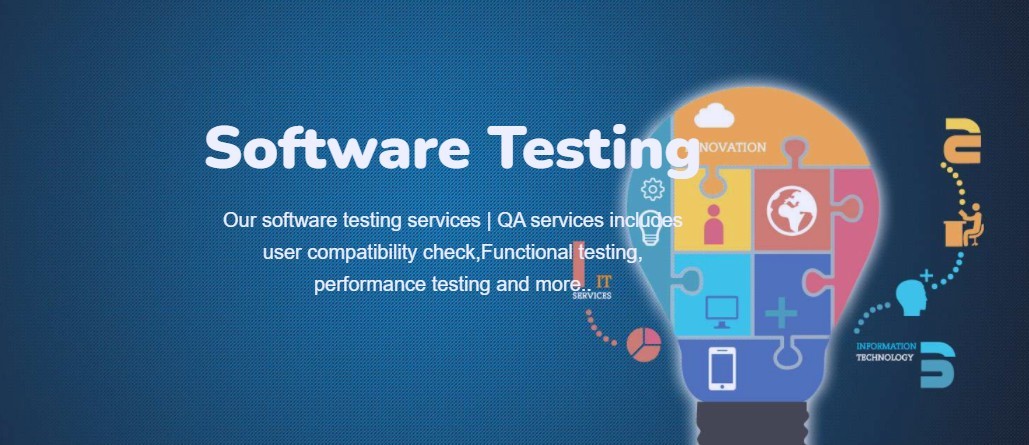 Software Testing
NOVATION
Our software testing services | QA services includes
user compatibility check,Functional testing,
performance testing and more..
IT
SERVICES
2
INFORMATION
TECHNOLOGY